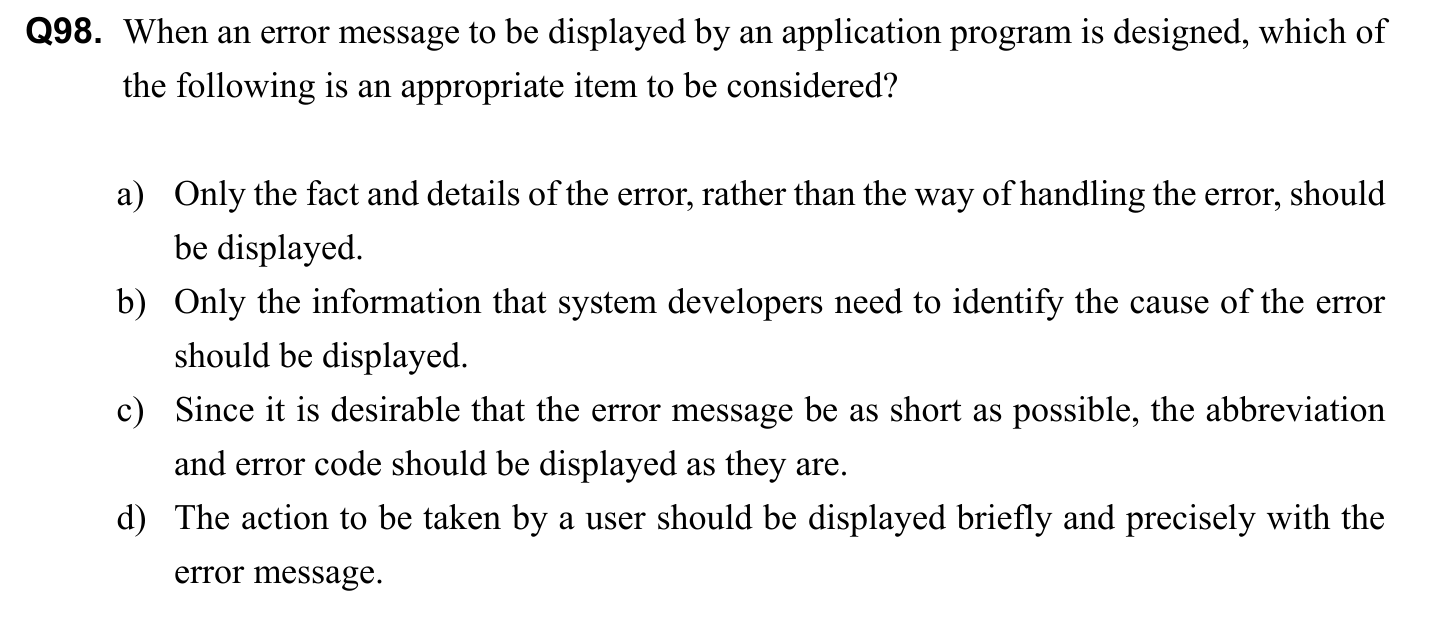 Q98. When an error message to be displayed by an application program is designed, which of
the following is an appropriate item to be considered?
a) Only the fact and details of the error, rather than the way of handling the error, should
be displayed.
b) Only the information that system developers need to identify the cause of the error
should be displayed.
c) Since it is desirable that the error message be as short as possible, the abbreviation
and error code should be displayed as they are.
d) The action to be taken by a user should be displayed briefly and precisely with the
error message.